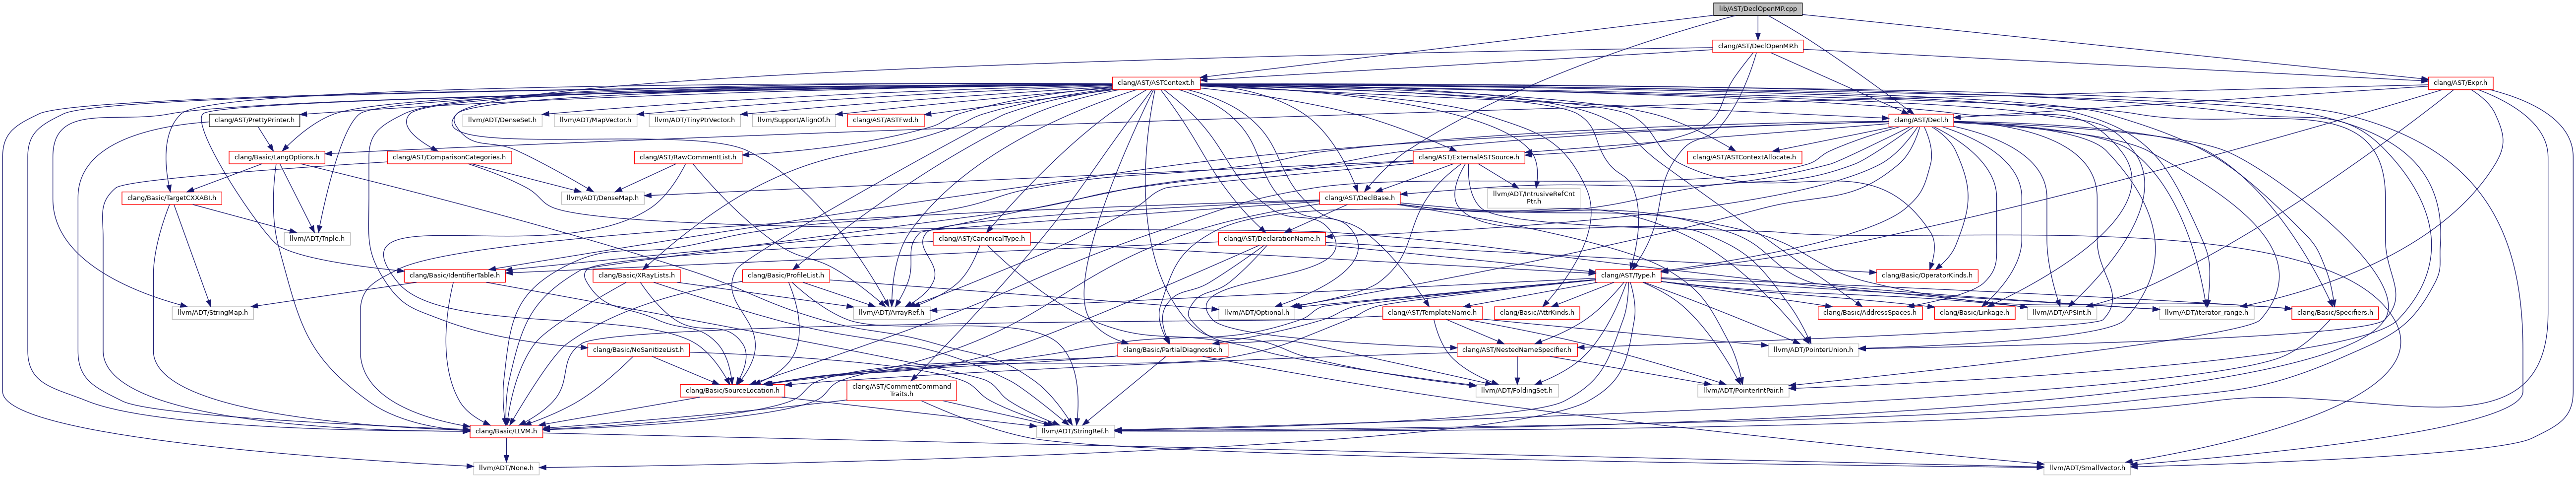 lib/AST/DeclOpenMP.cpp
clang/AST/DeclOpenMP.h
clang/AST/ASTContext.h
clang/AST/Expr.h
clang/AST/PrettyPrinter.h
llvm/ADT/DenseSet.h
llvm/ADT/MapVector.h
llvm/ADT/TinyPtrVector.h
llvm/Support/AlignOf.h
clang/AST/ASTFwd.h
clang/AST/Decl.h
clang/Basic/LangOptions.h
clang/AST/ComparisonCategories.h
clang/AST/RawCommentList.h
clang/AST/ExternalASTSource.h
clang/AST/ASTContextAllocate.h
clang/Basic/TargetCXXABI.h
llvm/ADT/DenseMap.h
clang/AST/DeclBase.h
llvm/ADT/IntrusiveRefCnt
Ptr.h
llvm/ADT/Triple.h
clang/AST/CanonicalType.h
clang/AST/DeclarationName.h
clang/Basic/IdentifierTable.h
clang/Basic/XRayLists.h
clang/Basic/ProfileList.h
clang/AST/Type.h
clang/Basic/OperatorKinds.h
llvm/ADT/StringMap.h
llvm/ADT/ArrayRef.h
llvm/ADT/Optional.h
clang/AST/TemplateName.h
clang/Basic/AttrKinds.h
clang/Basic/AddressSpaces.h
clang/Basic/Linkage.h
llvm/ADT/APSInt.h
llvm/ADT/iterator_range.h
clang/Basic/Specifiers.h
clang/Basic/NoSanitizeList.h
clang/Basic/PartialDiagnostic.h
clang/AST/NestedNameSpecifier.h
llvm/ADT/PointerUnion.h
clang/Basic/SourceLocation.h
clang/AST/CommentCommand
Traits.h
llvm/ADT/FoldingSet.h
llvm/ADT/PointerIntPair.h
clang/Basic/LLVM.h
llvm/ADT/StringRef.h
llvm/ADT/None.h
llvm/ADT/SmallVector.h